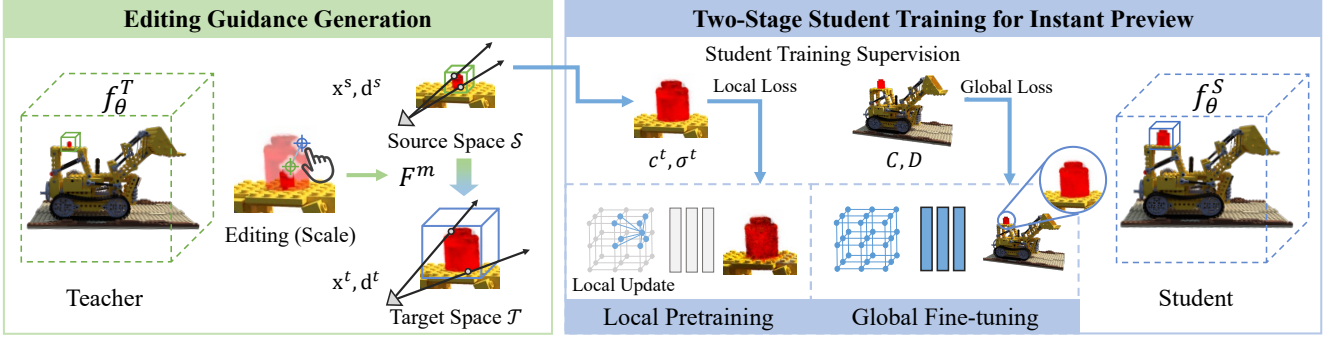 Editing Guidance Generation
f_θ^T
Teacher
Editing (Scale)
x^s, d^s
Source Space 𝒮
F^m
x^t, d^t
Target Space 𝒯
Two-Stage Student Training for Instant Preview
Student Training Supervision
Local Loss
c^t, σ^t
Global Loss
C, D
Local Update
Local Pretraining
Global Fine-tuning
f_θ^S
Student